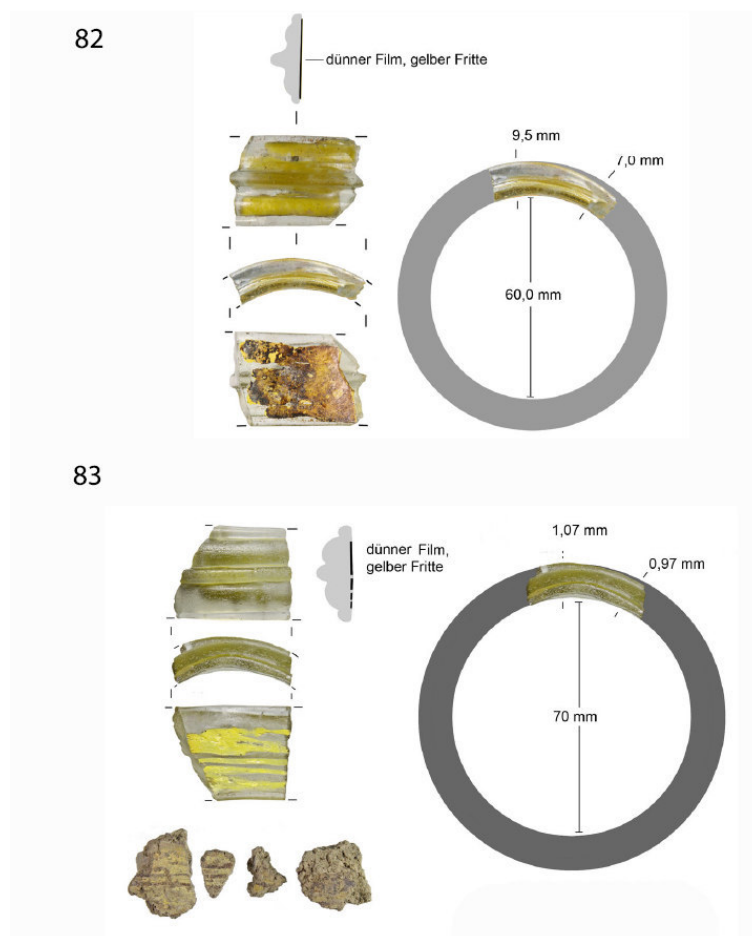 82
dünner Film, gelber Fritte
9,5 mm
7,0 mm
60,0 mm
83
dünner Film,
gelber Fritte
1,07 mm
0,97 mm
70 mm